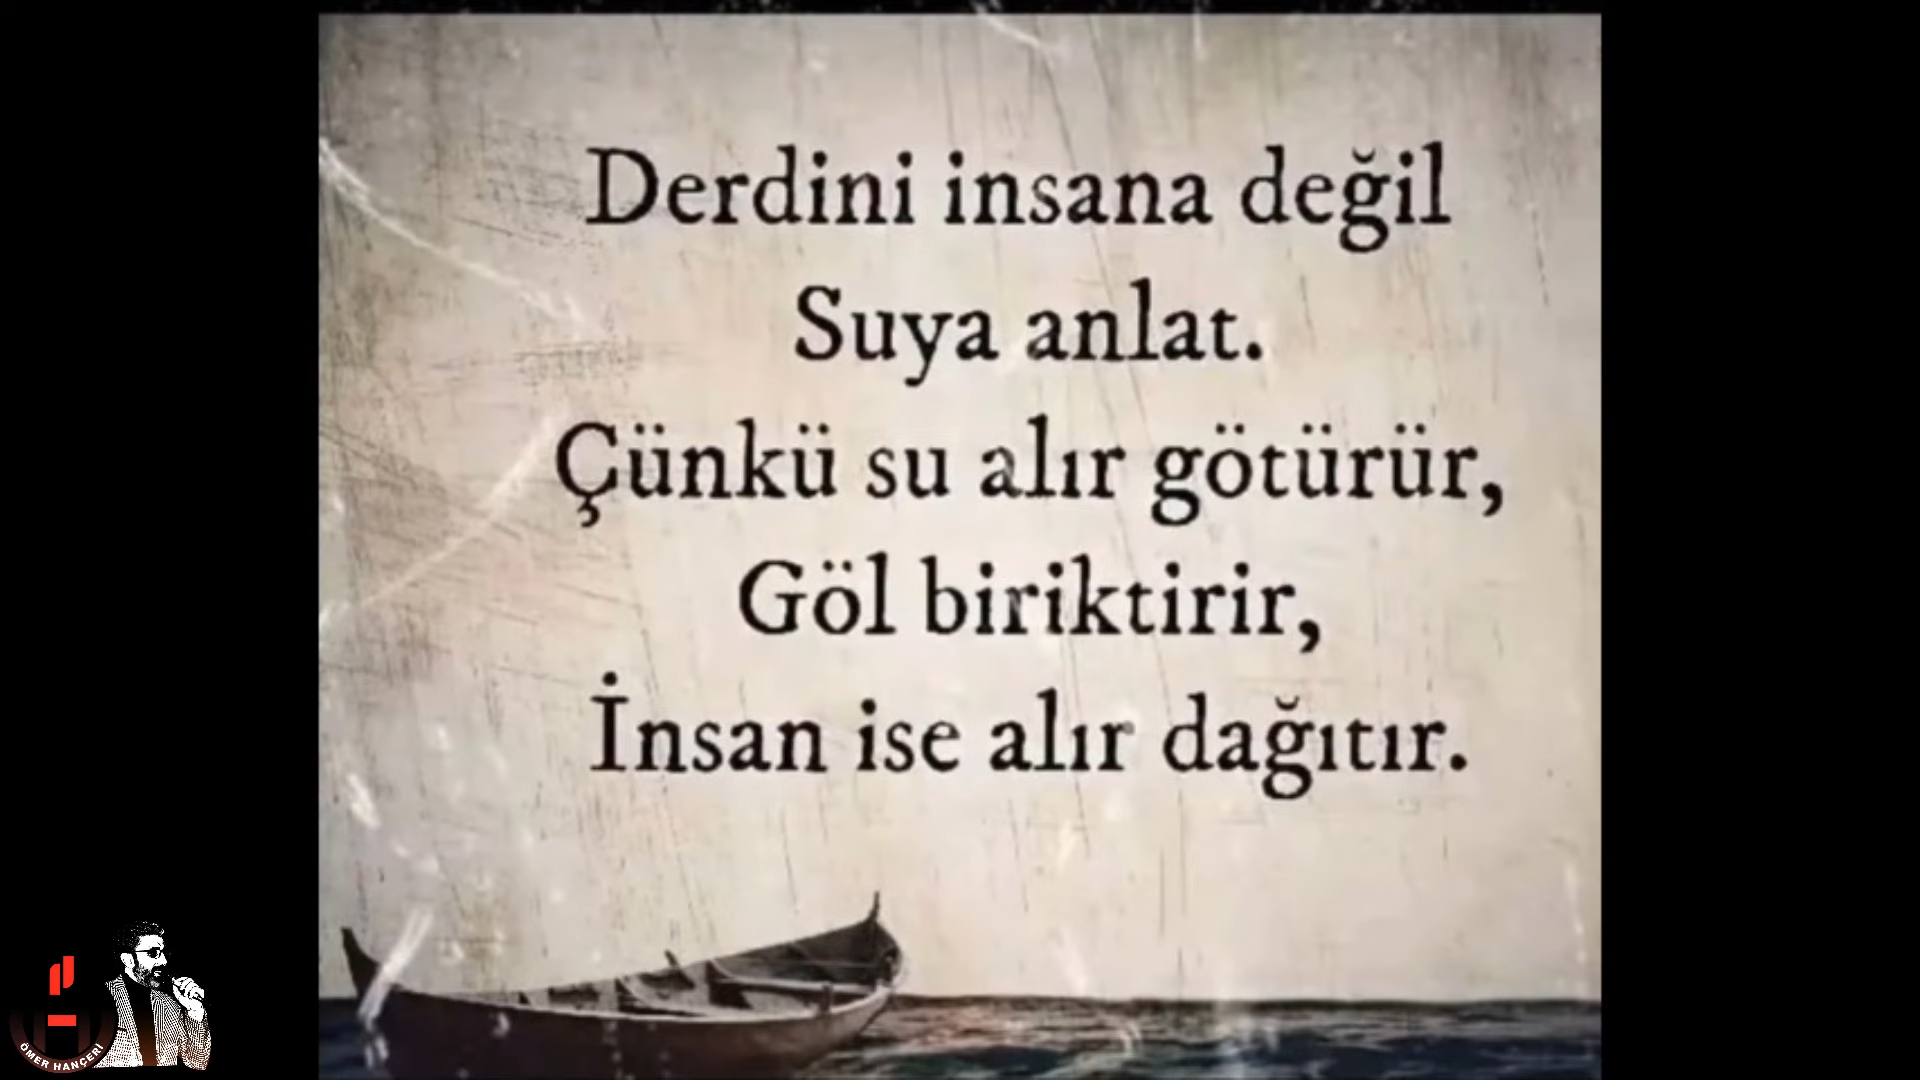 Derdini insana değil
Suya anlat.
Çünkü su alır götürür,
Göl biriktirir,
İnsan ise alır dağıtır.
ÖMER HANÇERİ